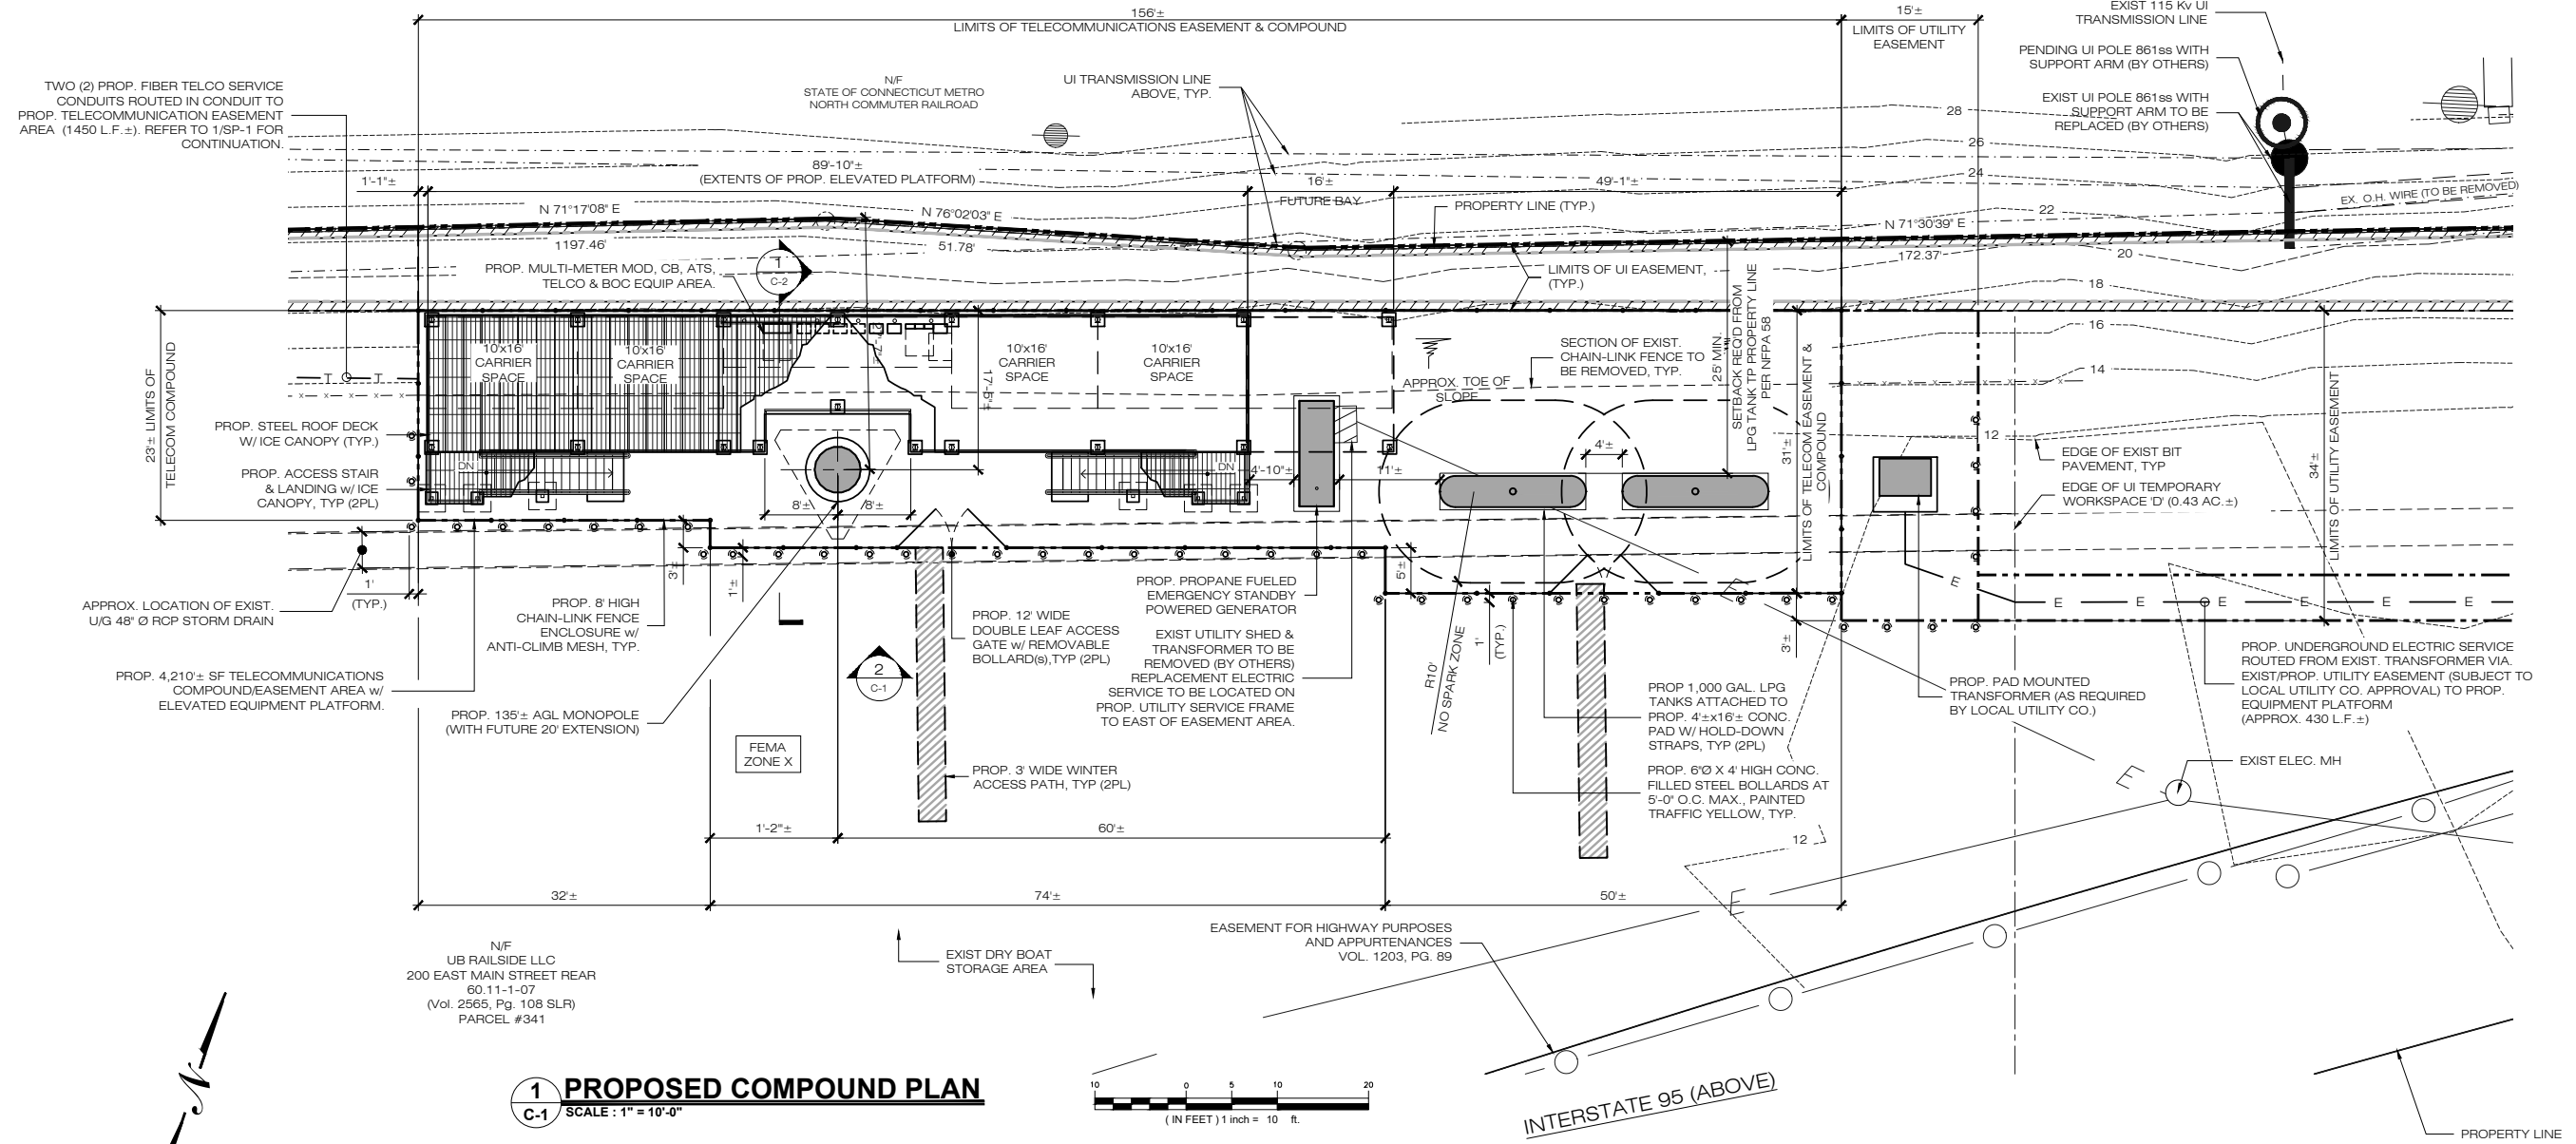 156'±
LIMITS OF TELECOMMUNICATIONS EASEMENT & COMPOUND
15'±
LIMITS OF UTILITY
EASEMENT
EXIST 115 Kv UI
TRANSMISSION LINE
PENDING UI POLE 861ss WITH
SUPPORT ARM (BY OTHERS)
EXIST UI POLE 861ss WITH
SUPPORT ARM TO BE
REPLACED (BY OTHERS)
TWO (2) PROP. FIBER TELCO SERVICE
CONDUITS ROUTED IN CONDUIT TO
PROP. TELECOMMUNICATION EASEMENT
AREA (1450 L.F.±). REFER TO 1/SP-1 FOR
CONTINUATION.
N/F
STATE OF CONNECTICUT METRO
NORTH COMMUTER RAILROAD
UI TRANSMISSION LINE
ABOVE, TYP.
28
26
24
22
20
18
16
14
12
EX. O.H. WIRE (TO BE REMOVED)
1'-1"±
89'-10"±
(EXTENTS OF PROP. ELEVATED PLATFORM)
16'±
FUTURE BAY
49'-1"±
N 71°17'08" E
1197.46'
N 76°02'03" E
51.78'
PROPERTY LINE (TYP.)
N 71°30'39" E
172.37'
PROP. MULTI-METER MOD, CB, ATS,
TELCO & BOC EQUIP AREA.
1
C-2
LIMITS OF UI EASEMENT,
(TYP.)
25' MIN.
SETBACK REQ'D FROM
LPG TANK TP PROPERTY LINE
PER NFPA 58
23'± LIMITS OF
TELECOM COMPOUND
T
T
10'x16'
CARRIER
SPACE
10'x16'
CARRIER
SPACE
10'x16'
CARRIER
SPACE
10'x16'
CARRIER
SPACE
17'-5"±
APPROX. TOE OF
SLOPE
SECTION OF EXIST.
CHAIN-LINK FENCE TO
BE REMOVED, TYP.
PROP. STEEL ROOF DECK
W/ ICE CANOPY (TYP.)
PROP. ACCESS STAIR
& LANDING w/ ICE
CANOPY, TYP (2PL)
DN
DN
8'±
8'±
4'-10"±
11'±
4'±
31'±
LIMITS OF TELECOM EASEMENT &
COMPOUND
34'±
LIMITS OF UTILITY EASEMENT
EDGE OF EXIST BIT
PAVEMENT, TYP
EDGE OF UI TEMPORARY
WORKSPACE 'D' (0.43 AC.±)
1'
(TYP.)
3'±
1'±
5'±
R10'
NO SPARK ZONE
1'
(TYP.)
3'±
E
E
E
E
E
E
E
E
APPROX. LOCATION OF EXIST.
U/G 48" Ø RCP STORM DRAIN
PROP. 8' HIGH
CHAIN-LINK FENCE
ENCLOSURE w/
ANTI-CLIMB MESH, TYP.
PROP. 4,210'± SF TELECOMMUNICATIONS
COMPOUND/EASEMENT AREA w/
ELEVATED EQUIPMENT PLATFORM.
PROP. 135'± AGL MONOPOLE
(WITH FUTURE 20' EXTENSION)
FEMA
ZONE X
2
C-1
PROP. 12' WIDE
DOUBLE LEAF ACCESS
GATE w/ REMOVABLE
BOLLARD(s),TYP (2PL)
PROP. 3' WIDE WINTER
ACCESS PATH, TYP (2PL)
PROP. PROPANE FUELED
EMERGENCY STANDBY
POWERED GENERATOR
EXIST UTILITY SHED &
TRANSFORMER TO BE
REMOVED (BY OTHERS)
REPLACEMENT ELECTRIC
SERVICE TO BE LOCATED ON
PROP. UTILITY SERVICE FRAME
TO EAST OF EASEMENT AREA.
PROP 1,000 GAL. LPG
TANKS ATTACHED TO
PROP. 4'±x16'± CONC.
PAD W/ HOLD-DOWN
STRAPS, TYP (2PL)
PROP. 6"Ø X 4' HIGH CONC.
FILLED STEEL BOLLARDS AT
5'-0" O.C. MAX., PAINTED
TRAFFIC YELLOW, TYP.
PROP. PAD MOUNTED
TRANSFORMER (AS REQUIRED
BY LOCAL UTILITY CO.)
PROP. UNDERGROUND ELECTRIC SERVICE
ROUTED FROM EXIST. TRANSFORMER VIA.
EXIST/PROP. UTILITY EASEMENT (SUBJECT TO
LOCAL UTILITY CO. APPROVAL) TO PROP.
EQUIPMENT PLATFORM
(APPROX. 430 L.F.±)
EXIST ELEC. MH
E
E
12
1'-2"±
60'±
32'±
74'±
50'±
N/F
UB RAILSIDE LLC
200 EAST MAIN STREET REAR
60.11-1-07
(Vol. 2565, Pg. 108 SLR)
PARCEL #341
EXIST DRY BOAT
STORAGE AREA
EASEMENT FOR HIGHWAY PURPOSES
AND APPURTENANCES
VOL. 1203, PG. 89
N
1
C-1
PROPOSED COMPOUND PLAN
SCALE : 1" = 10'-0"
10 0 5 10 20
( IN FEET ) 1 inch = 10 ft.
INTERSTATE 95 (ABOVE)
PROPERTY LINE